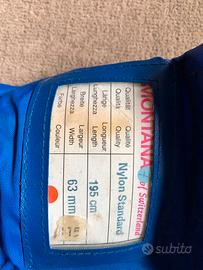 MONTANA
of Switzerland
Qualität Qualité
Qualità Quality
Nylon Standard
Länge Longueur
Lunghezza Length
195 cm
Breite Largeur
Larghezza Width
63 mm
Farbe Couleur
subito